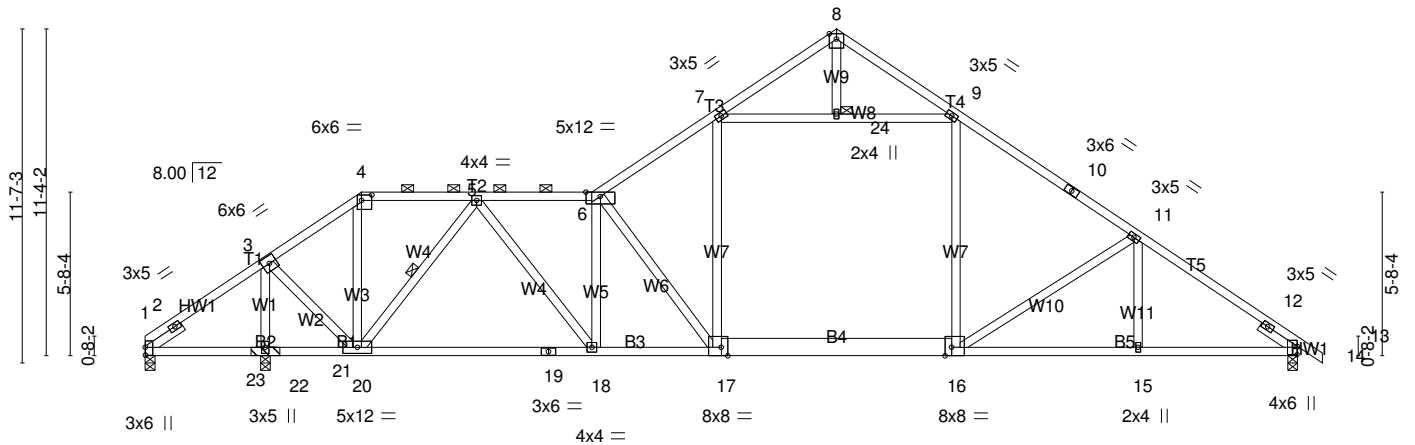 8
3x5 //
W9
3x5 \\
7
T3
T4
9
W8
24
6x6 =
5x12 =
2x4 ||
3x6 \\
10
8.00 12
4
4x4 =
T2
5
3x5 \\
11
6x6 //
6
11-7-3
11-4-2
5-8-4
3
T1
W4
W7
W7
5-8-4
T5
3x5 //
3x5 \\
1
2
HW1
W1
W3
W4
W5
W6
W10
W11
12
W2
0-8-2
B2
B1
B3
B4
B5
HW1
13
14
0-8-2
23
22
21
20
19
18
17
16
15
3x6 ||
3x5 ||
5x12 =
3x6 =
4x4 =
8x8 =
8x8 =
2x4 ||
4x6 ||